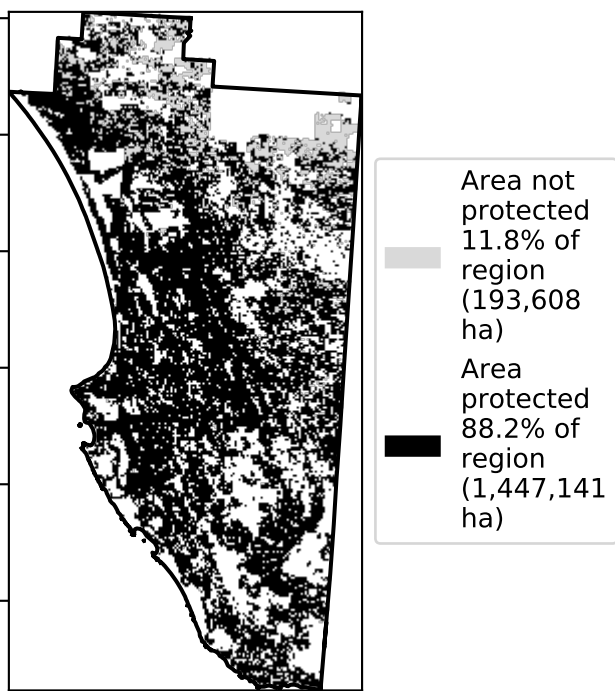 Area not
protected
11.8% of
region
(193,608
ha)
Area
protected
88.2% of
region
(1,447,141
ha)